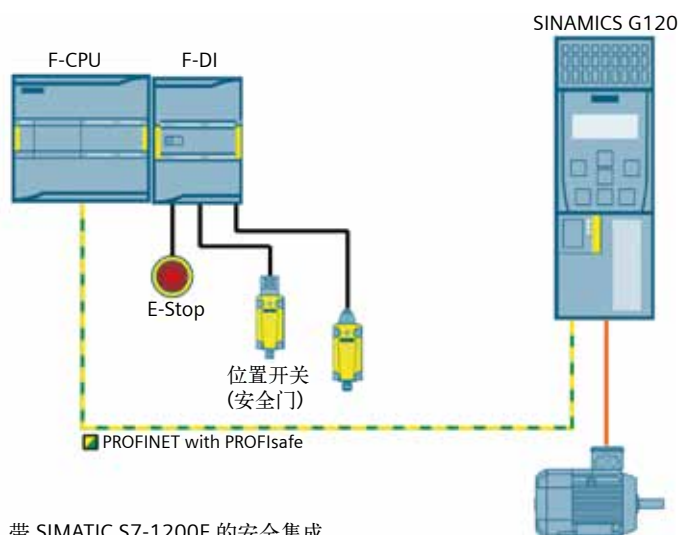 SINAMICS G120
F-CPU
F-DI
E-Stop
位置开关
(安全门)
PROFINET with PROFIsafe
带 SIMATIC S7-1200F 的安全集成